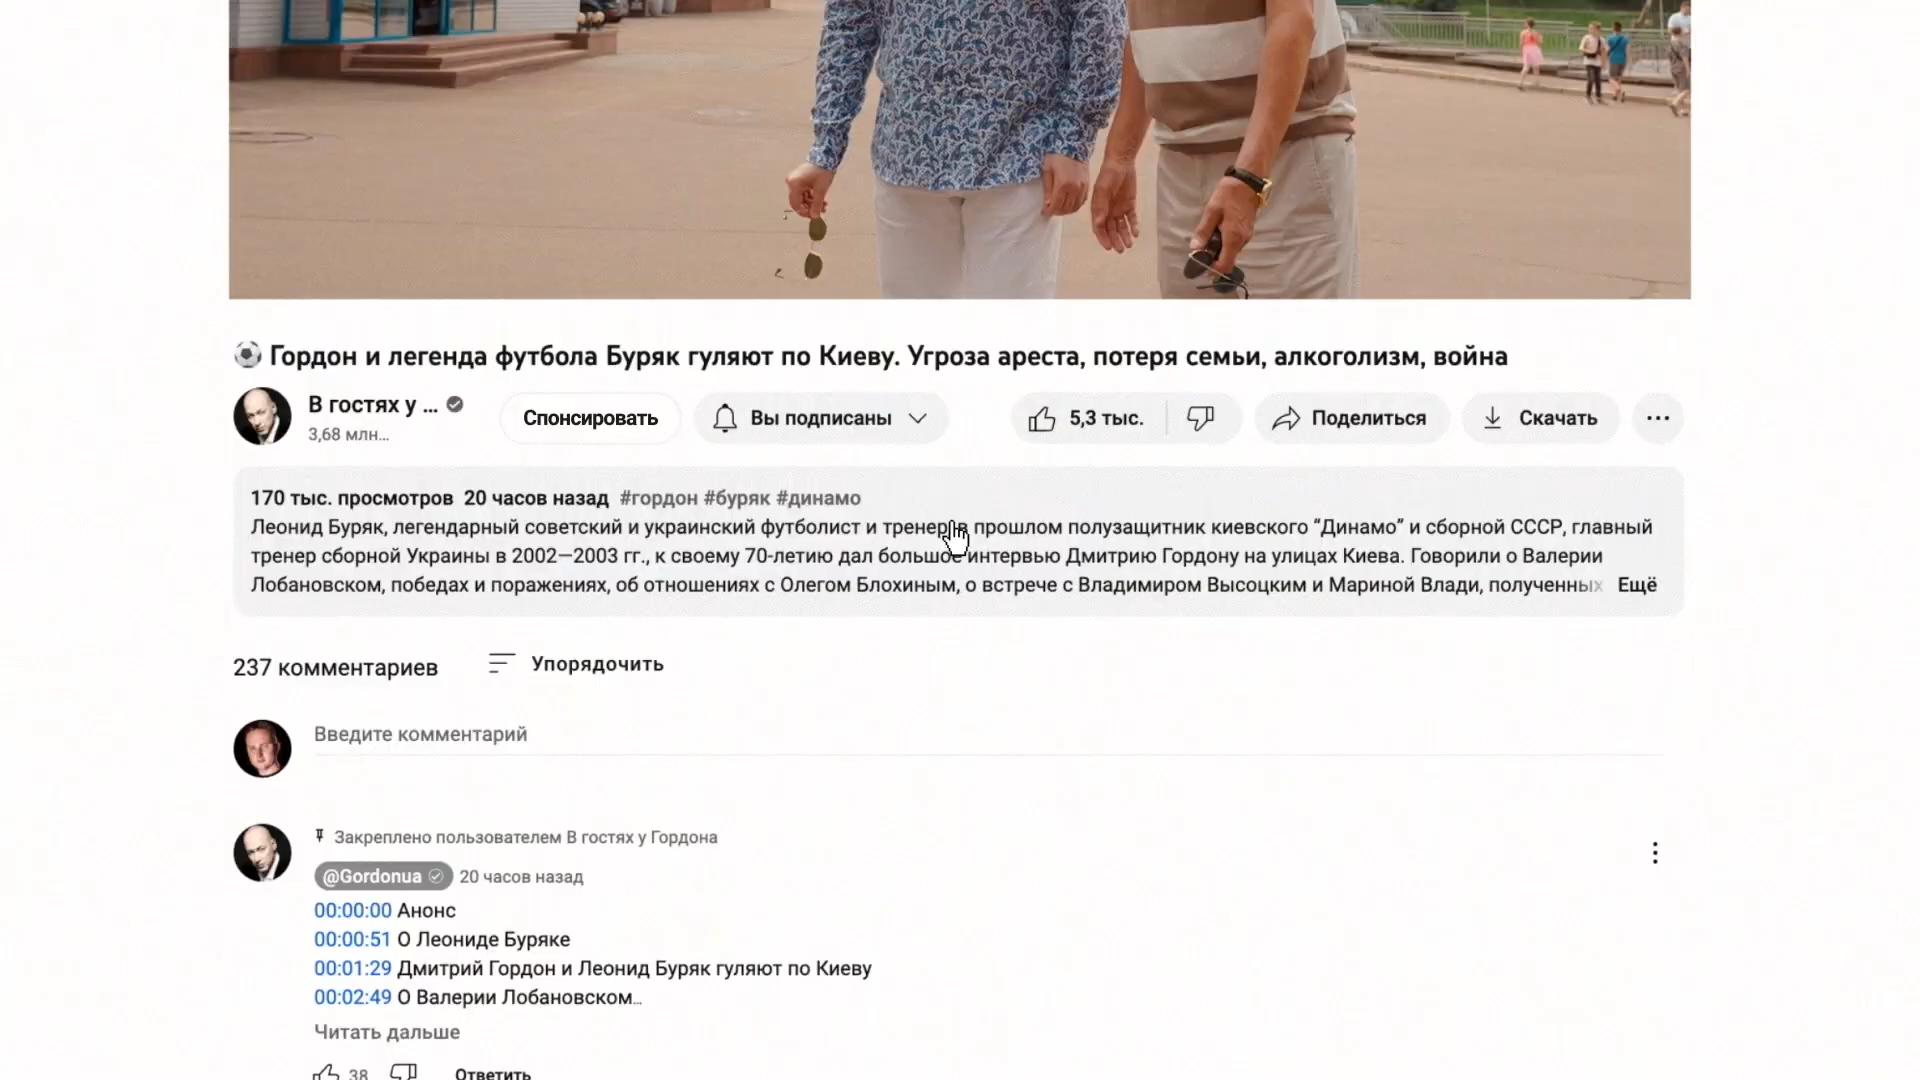 Гордон и легенда футбола Буряк гуляют по Киеву. Угроза ареста, потеря семьи, алкоголизм, война
В гостях у ...
3,68 млн...
Спонсировать
Вы подписаны
5,3 тыс.
Поделиться
Скачать
170 тыс. просмотров 20 часов назад #гордон #буряк #динамо
Леонид Буряк, легендарный советский и украинский футболист и тренер в прошлом полузащитник киевского “Динамо” и сборной СССР, главный
тренер сборной Украины в 2002—2003 гг., к своему 70-летию дал большое интервью Дмитрию Гордону на улицах Киева. Говорили о Валерии
Лобановском, победах и поражениях, об отношениях с Олегом Блохиным, о встрече с Владимиром Высоцким и Мариной Влади, полученных Ещё
237 комментариев
Упорядочить
Введите комментарий
Закреплено пользователем В гостях у Гордона
@Gordonua 20 часов назад
00:00:00 Анонс
00:00:51 О Леониде Буряке
00:01:29 Дмитрий Гордон и Леонид Буряк гуляют по Киеву
00:02:49 О Валерии Лобановском...
Читать дальше
38
Ответить